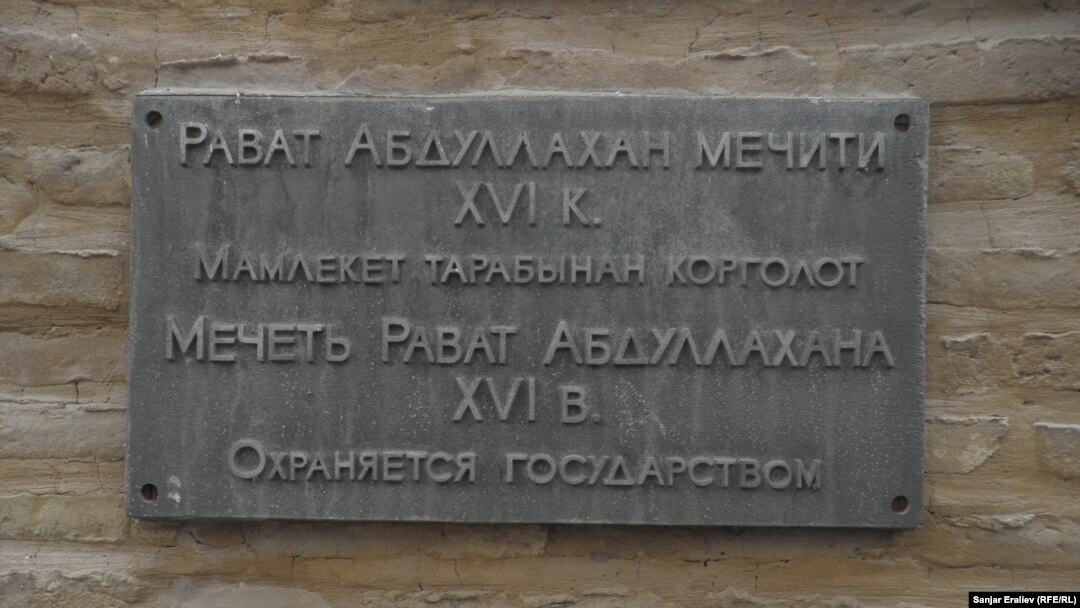 Рават Абдуллахан мечити
XVI к.
Мамлекет тарабынан корголот
Мечеть Рават Абдуллахана
XVI в.
Охраняется государством
Sanjar Eraliev (RFE/RL)